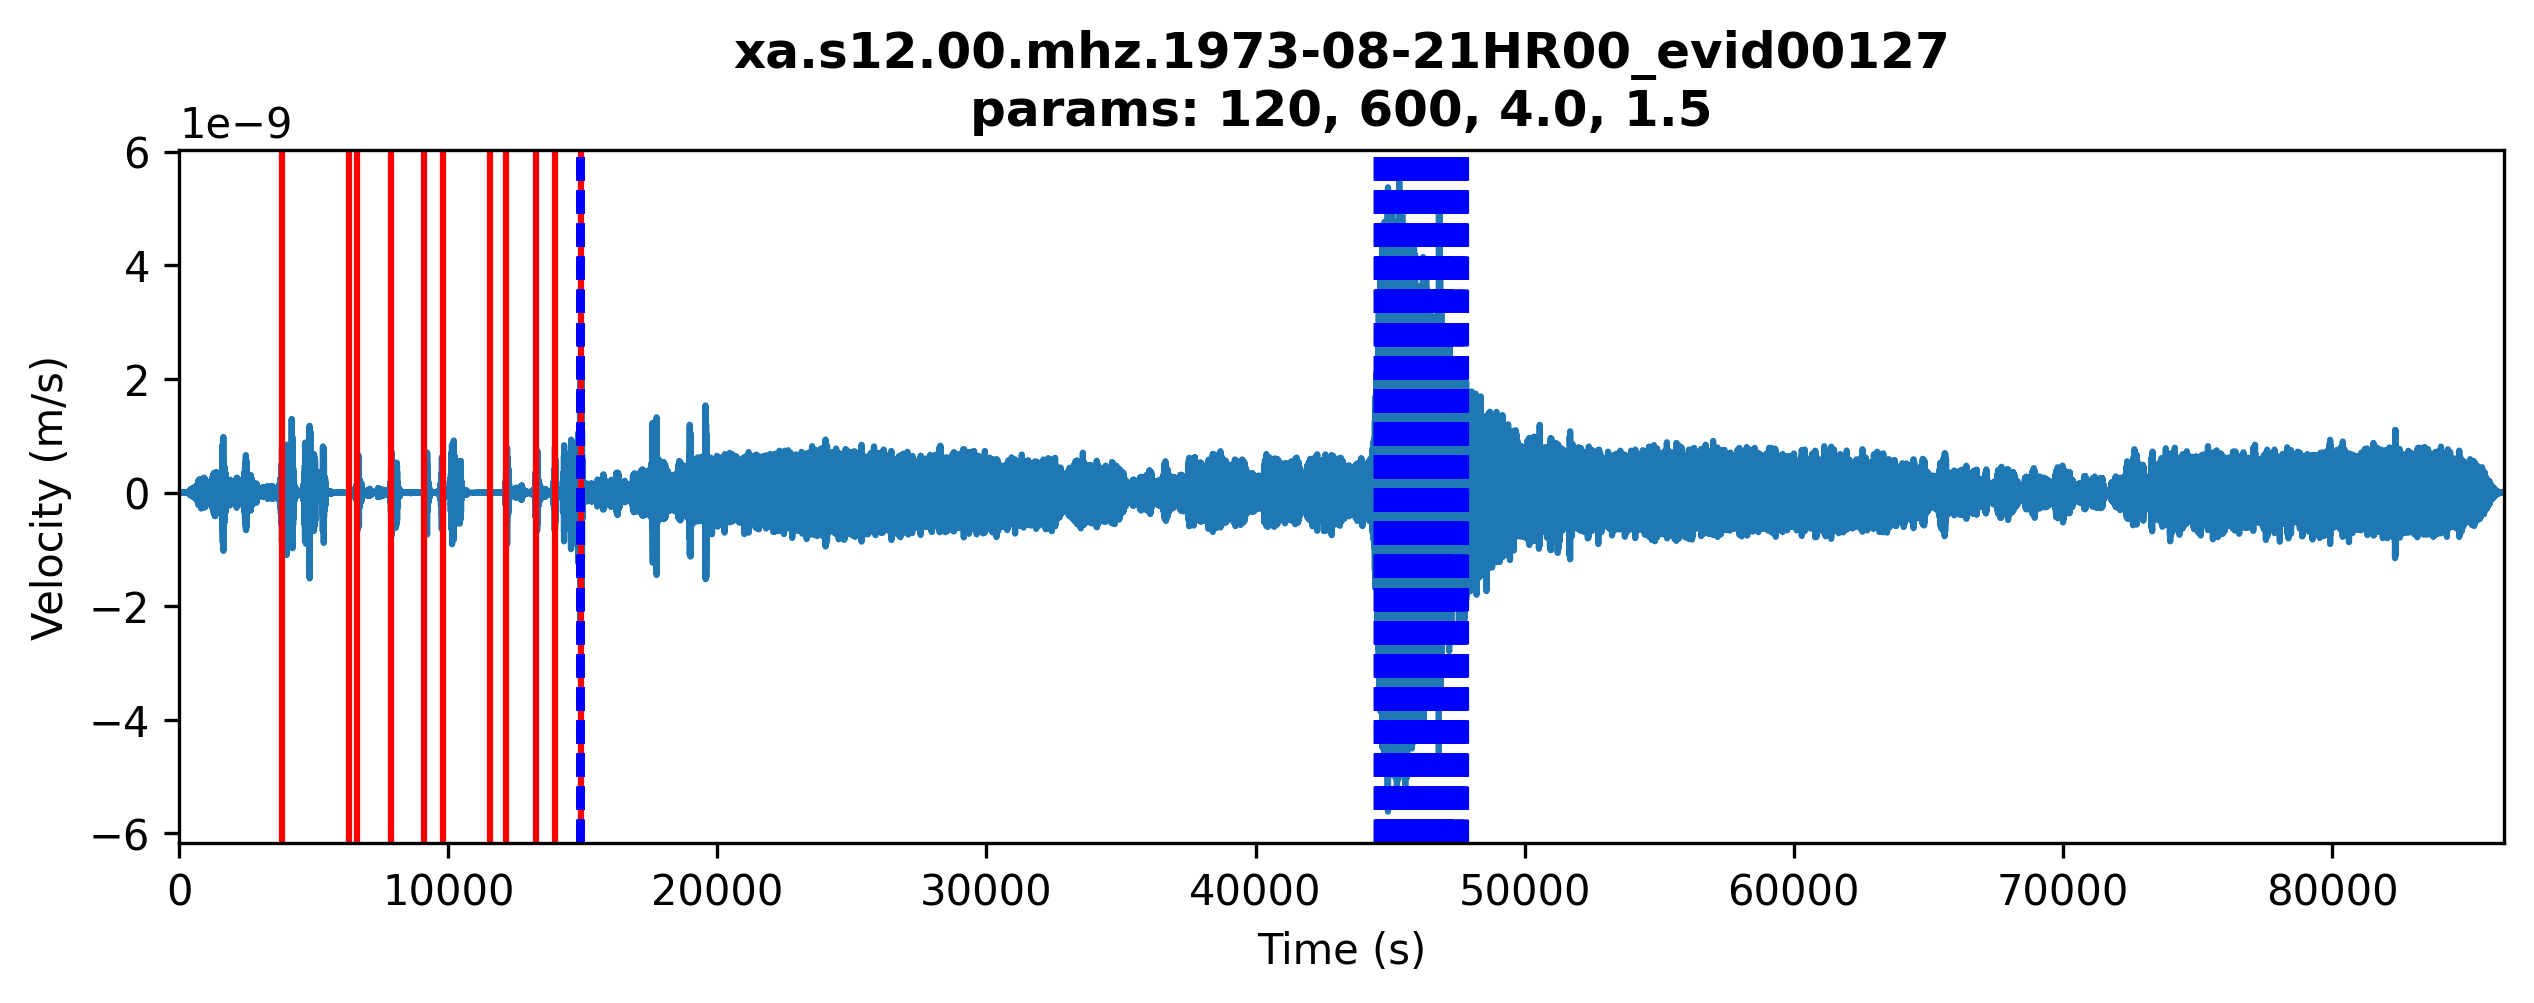 xa.s12.00.mhz.1973-08-21HR00_evid00127
params: 120, 600, 4.0, 1.5
1e−9
6
4
2
0
−2
−4
−6
Velocity (m/s)
0 10000 20000 30000 40000 50000 60000 70000 80000
Time (s)